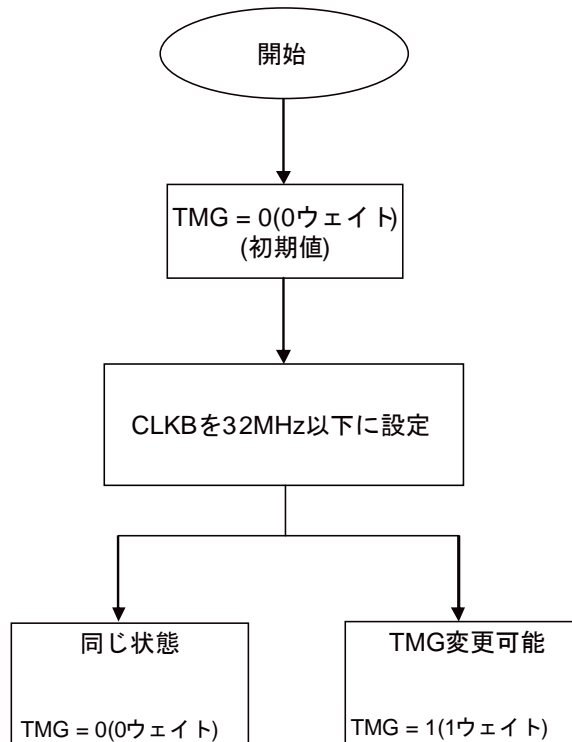 開始
TMG = 0(0ウェイト)
(初期値)
CLKBを32MHz以下に設定
同じ状態
TMG = 0(0ウェイト)
TMG変更可能
TMG = 1(1ウェイト)